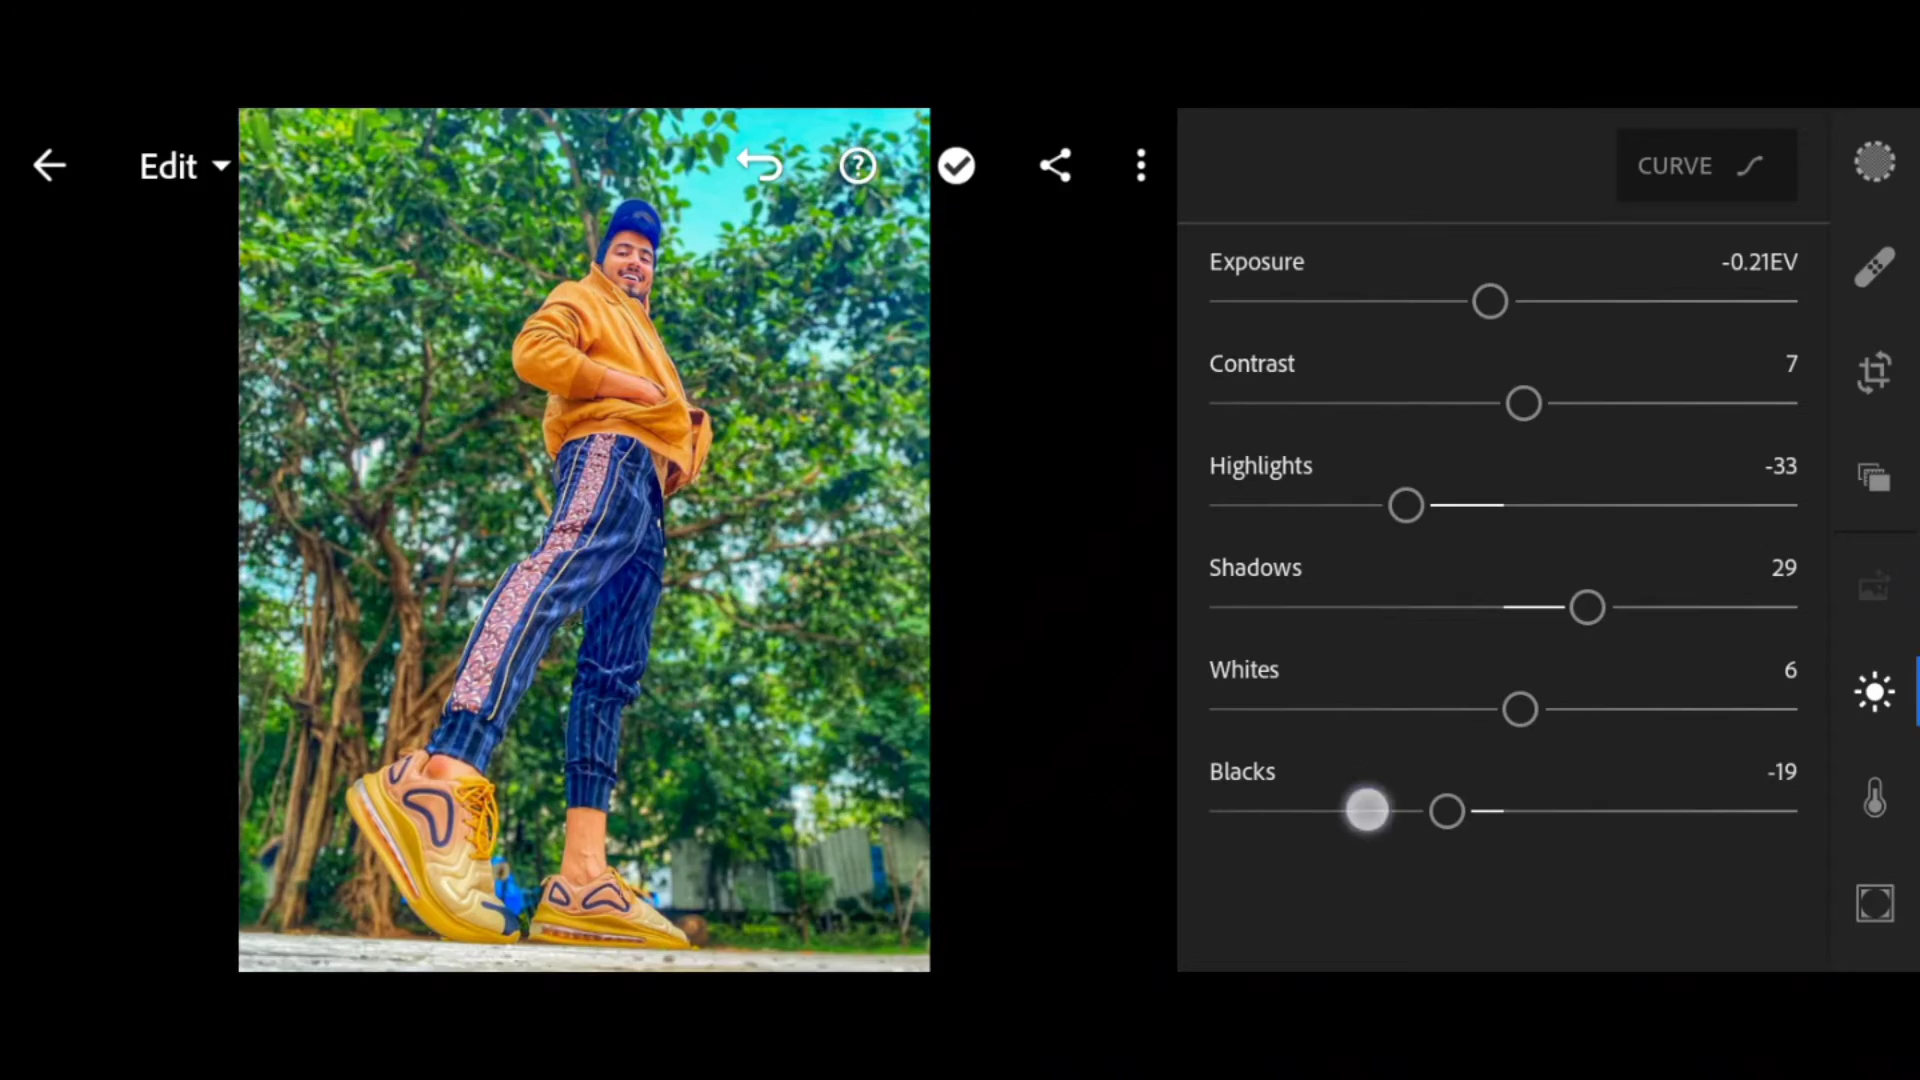 Edit
CURVE
Exposure -0.21EV
Contrast 7
Highlights -33
Shadows 29
Whites 6
Blacks -19